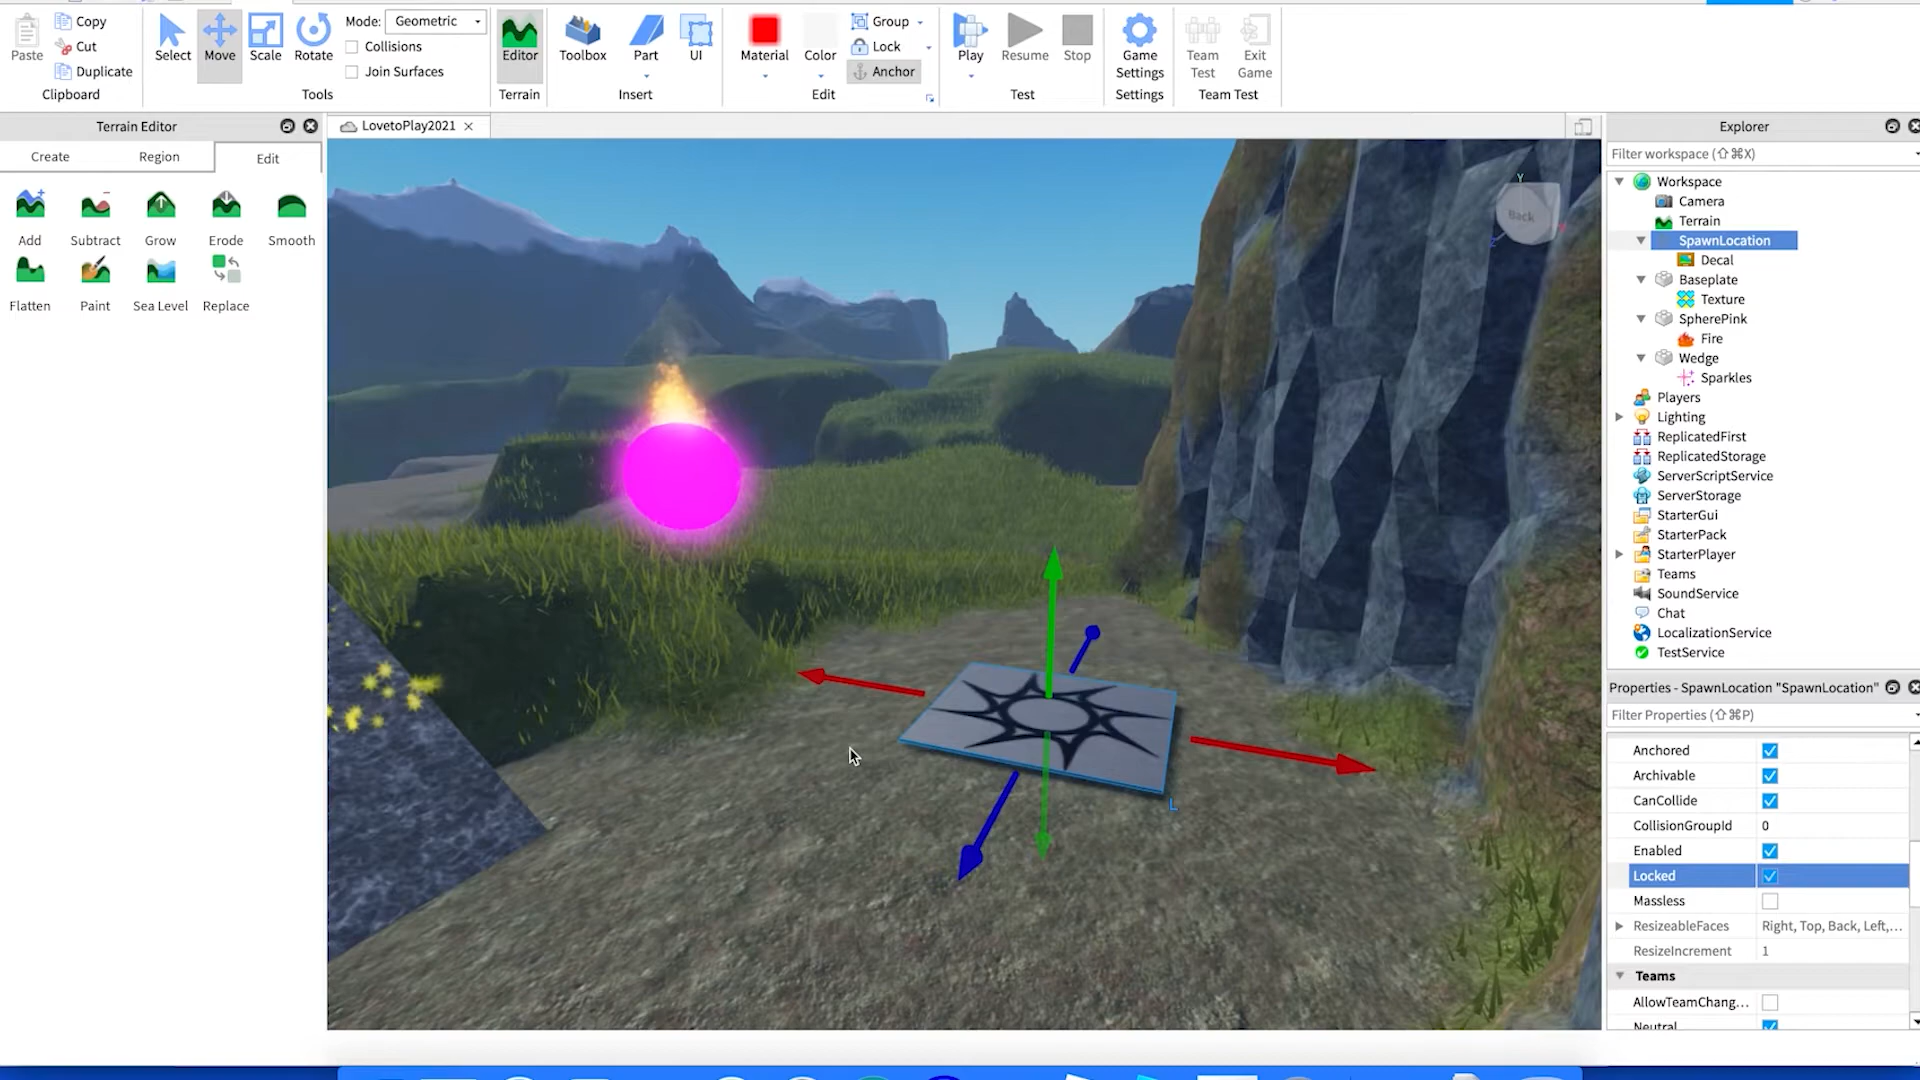 Copy
Cut
Duplicate
Paste
Clipboard
Select
Move
Scale
Rotate
Mode: Geometric
Collisions
Join Surfaces
Tools
Editor
Terrain
Toolbox
Part
UI
Insert
Material
Color
Group
Lock
Anchor
Edit
Play
Resume
Stop
Test
Game Settings
Settings
Team Test
Exit Game
Team Test
Terrain Editor
Create Region Edit
Add Subtract Grow Erode Smooth
Flatten Paint Sea Level Replace
LovetoPlay2021
Y
Back
L
Explorer
Filter workspace (⇧⌘X)
Workspace
Camera
Terrain
SpawnLocation
Decal
Baseplate
Texture
SpherePink
Fire
Wedge
Sparkles
Players
Lighting
ReplicatedFirst
ReplicatedStorage
ServerScriptService
ServerStorage
StarterGui
StarterPack
StarterPlayer
Teams
SoundService
Chat
LocalizationService
TestService
Properties - SpawnLocation "SpawnLocation"
Filter Properties (⇧⌘P)
Anchored
Archivable
CanCollide
CollisionGroupId 0
Enabled
Locked
Massless
ResizeableFaces Right, Top, Back, Left,...
ResizeIncrement 1
Teams
AllowTeamChang...
Neutral